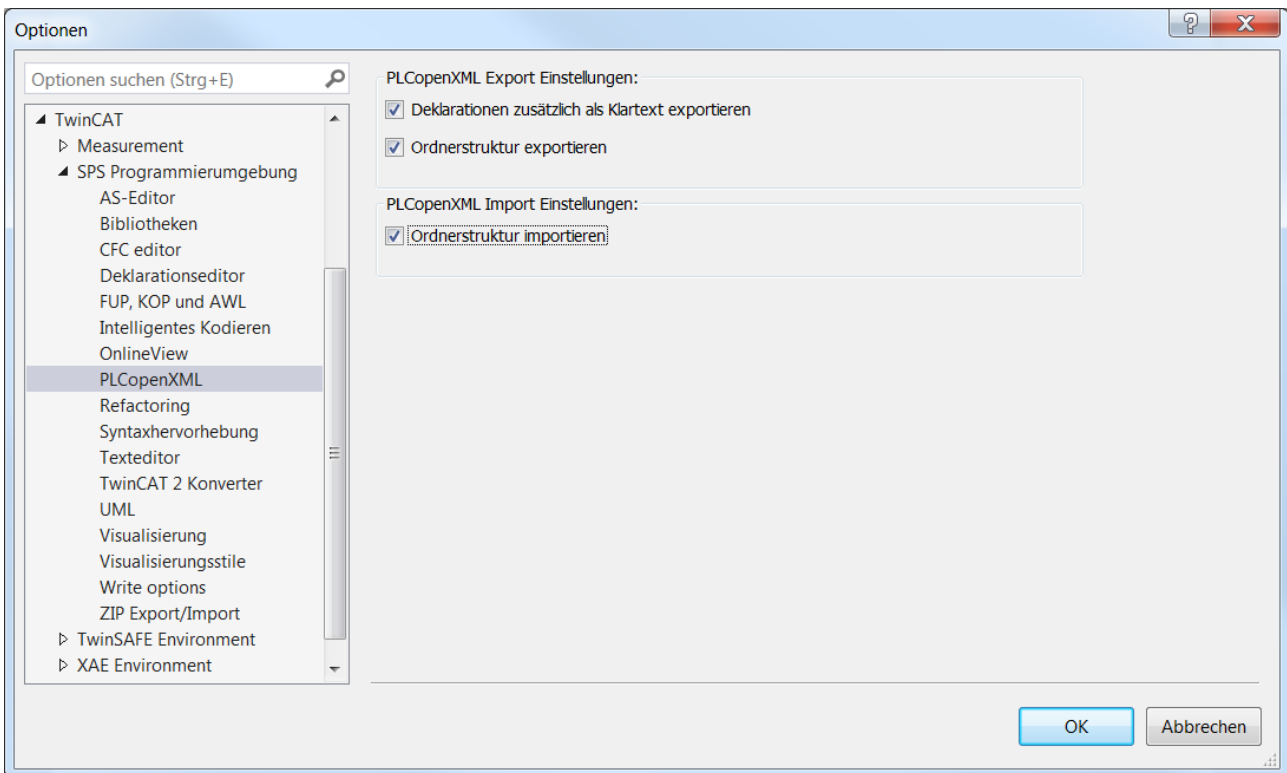 Optionen
Optionen suchen (Strg+E)
TwinCAT
Measurement
SPS Programmierumgebung
AS-Editor
Bibliotheken
CFC editor
Deklarationseditor
FUP, KOP und AWL
Intelligentes Kodieren
OnlineView
PLCopenXML
Refactoring
Syntaxhervorhebung
Texteditor
TwinCAT 2 Konverter
UML
Visualisierung
Visualisierungsstile
Write options
ZIP Export/Import
TwinSAFE Environment
XAE Environment
PLCopenXML Export Einstellungen:
Deklarationen zusätzlich als Klartext exportieren
Ordnerstruktur exportieren
PLCopenXML Import Einstellungen:
Ordnerstruktur importieren
OK
Abbrechen